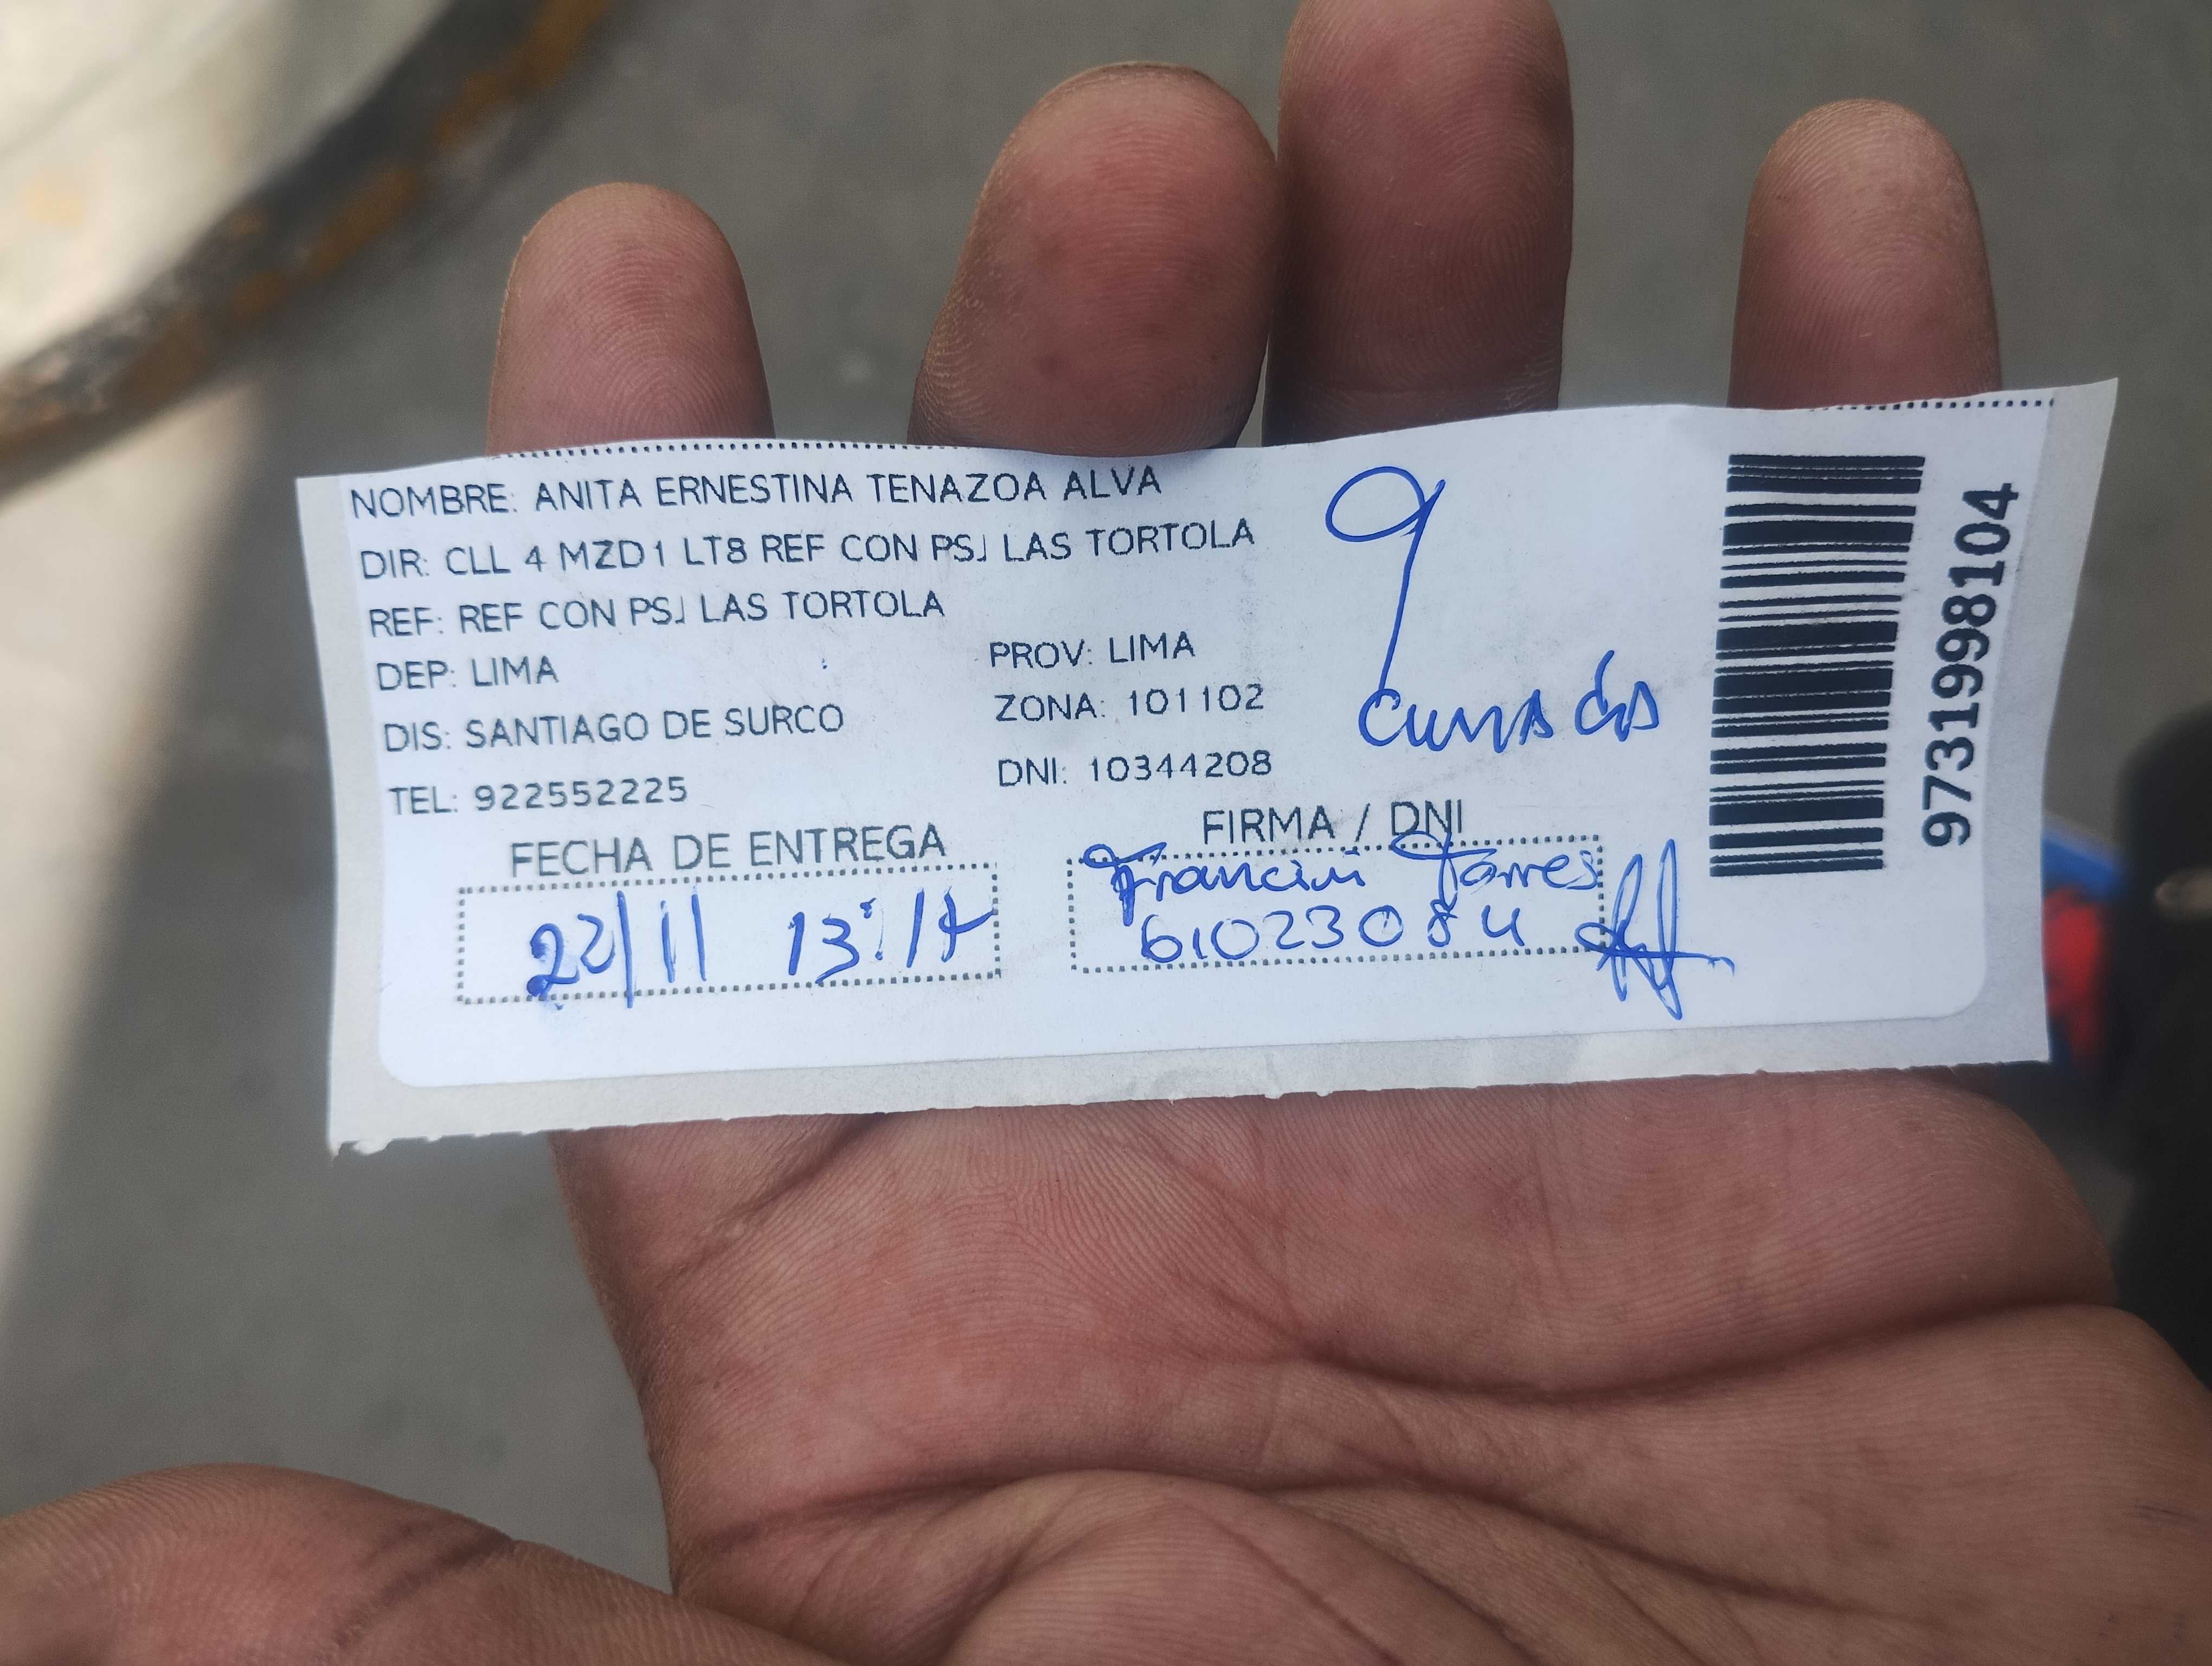 NOMBRE: ANITA ERNESTINA TENAZOA ALVA
DIR: CLL 4 MZD1 LT8 REF CON PSJ LAS TORTOLA
REF: REF CON PSJ LAS TORTOLA
DEP: LIMA PROV: LIMA
DIS: SANTIAGO DE SURCO ZONA: 101102
TEL: 922552225 DNI: 10344208
9
FECHA DE ENTREGA FIRMA / DNI
22/11 13:17
Torres
61023084
9731998104